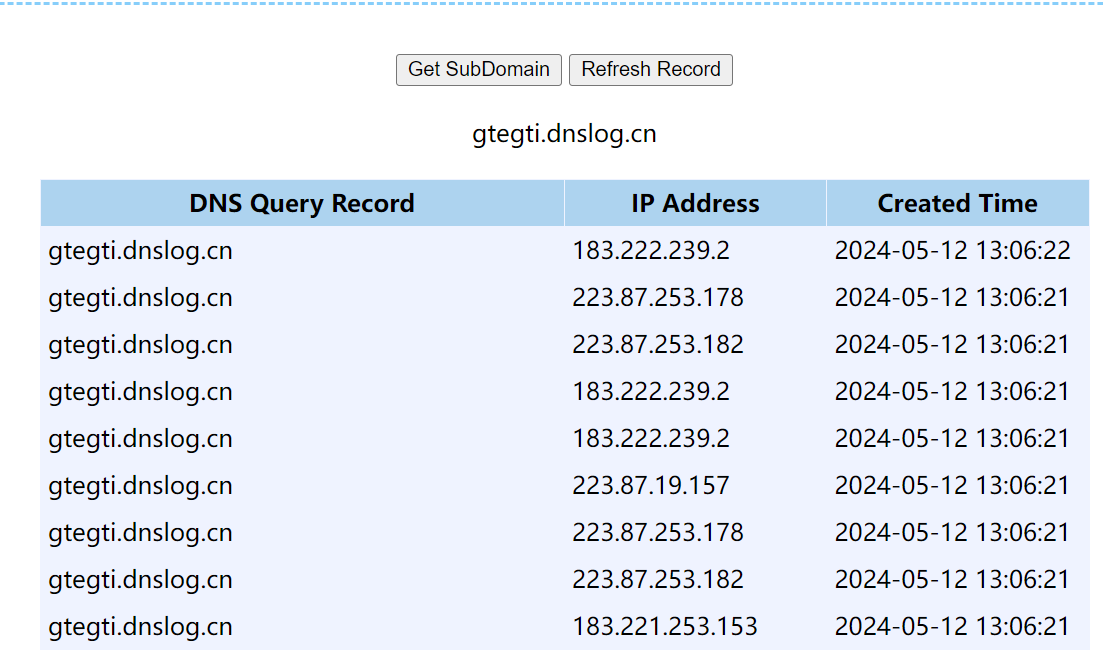 Get SubDomain Refresh Record
gtegti.dnslog.cn
DNS Query Record IP Address Created Time
gtegti.dnslog.cn 183.222.239.2 2024-05-12 13:06:22
gtegti.dnslog.cn 223.87.253.178 2024-05-12 13:06:21
gtegti.dnslog.cn 223.87.253.182 2024-05-12 13:06:21
gtegti.dnslog.cn 183.222.239.2 2024-05-12 13:06:21
gtegti.dnslog.cn 183.222.239.2 2024-05-12 13:06:21
gtegti.dnslog.cn 223.87.19.157 2024-05-12 13:06:21
gtegti.dnslog.cn 223.87.253.178 2024-05-12 13:06:21
gtegti.dnslog.cn 223.87.253.182 2024-05-12 13:06:21
gtegti.dnslog.cn 183.221.253.153 2024-05-12 13:06:21